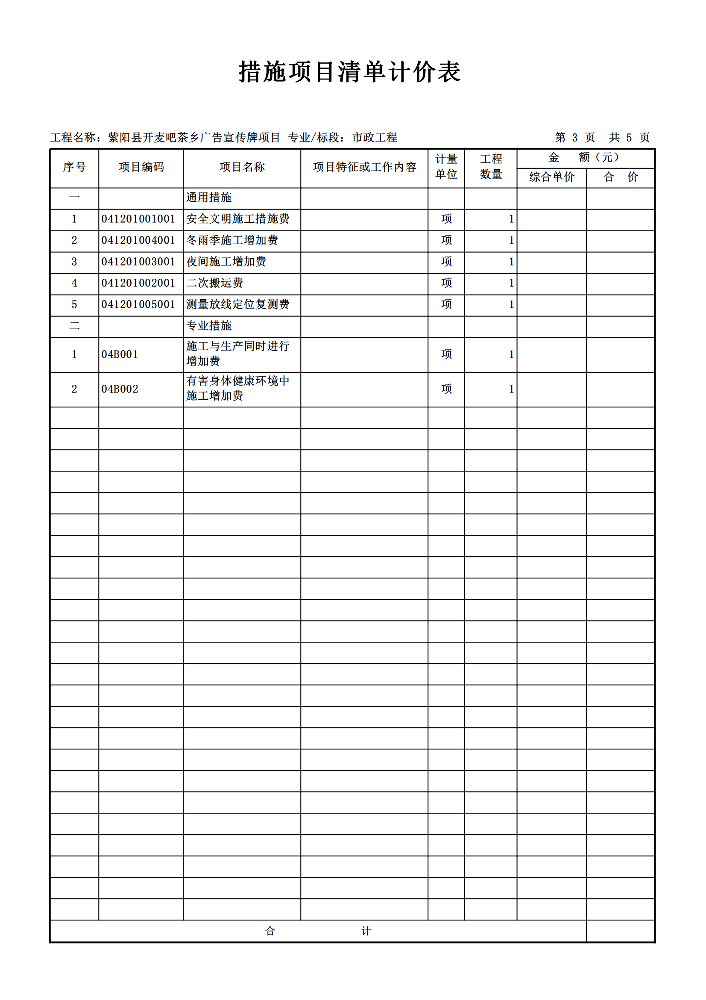 措施项目清单计价表
工程名称：紫阳县开麦吧茶乡广告宣传牌项目 专业/标段：市政工程 第 3 页 共 5 页
序号 项目编码 项目名称 项目特征或工作内容 计量单位 工程数量 金 额（元）
综合单价 合 价
一 通用措施
1 041201001001 安全文明施工措施费 项 1
2 041201004001 冬雨季施工增加费 项 1
3 041201003001 夜间施工增加费 项 1
4 041201002001 二次搬运费 项 1
5 041201005001 测量放线定位复测费 项 1
二 专业措施
1 04B001 施工与生产同时进行增加费 项 1
2 04B002 有害身体健康环境中施工增加费 项 1
合 计